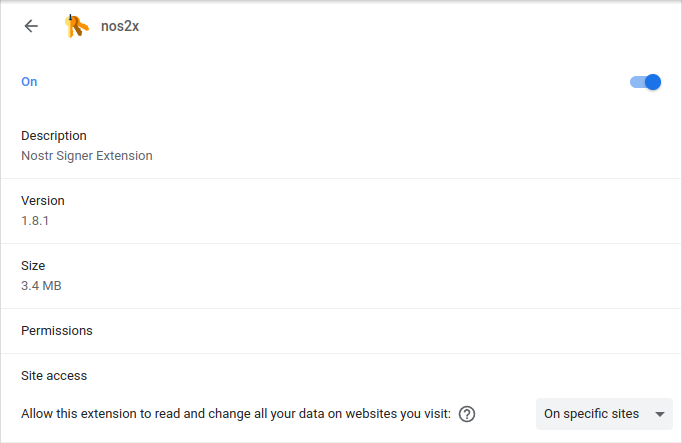 nos2x
On
Description
Nostr Signer Extension
Version
1.8.1
Size
3.4 MB
Permissions
Site access
Allow this extension to read and change all your data on websites you visit: ? On specific sites